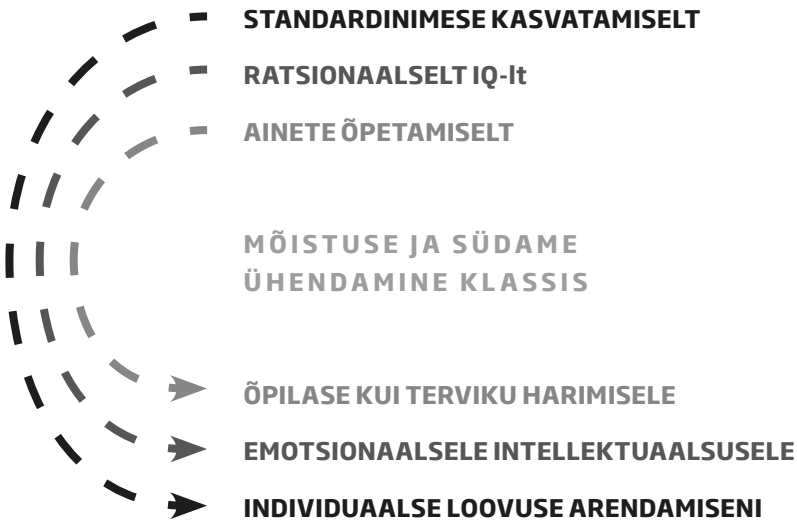 STANDARDINIMESE KASVATAMISELT
RATSIONAALSELT IQ-lt
AINETE ÕPETAMISELT
MÕISTUSE JA SÜDAME
ÜHENDAMINE KLASSIS
ÕPILASE KUI TERVIKU HARIMISELE
EMOTSIONAALSELE INTELLEKTUAALSUSELE
INDIVIDUAALSE LOOVUSE ARENDAMISENI